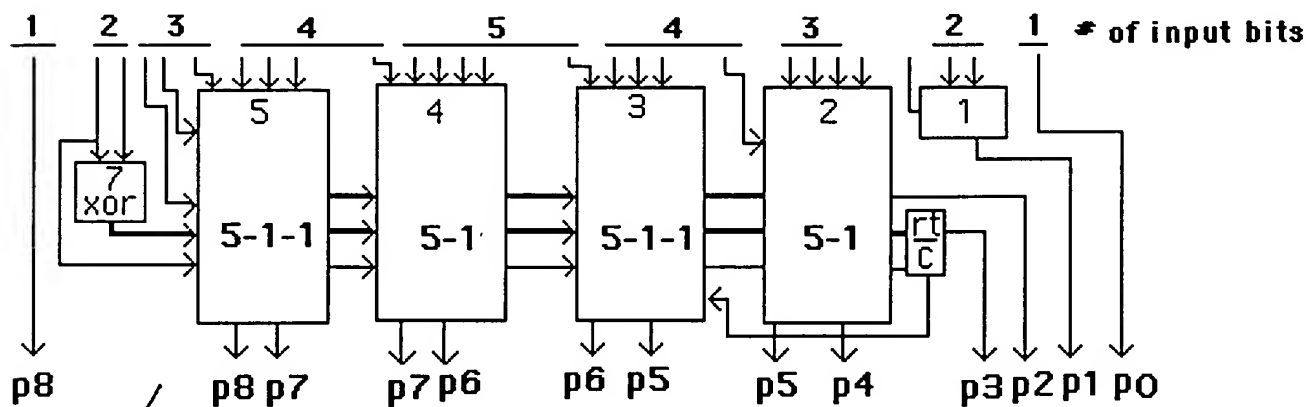 1 2 3 4 5 4 3 2 1 # of input bits
5 4 3 2 1
7
xor
5-1-1 5-1 5-1-1 5-1 rt
c
p8 p8 p7 p7 p6 p6 p5 p5 p4 p3 p2 p1 p0